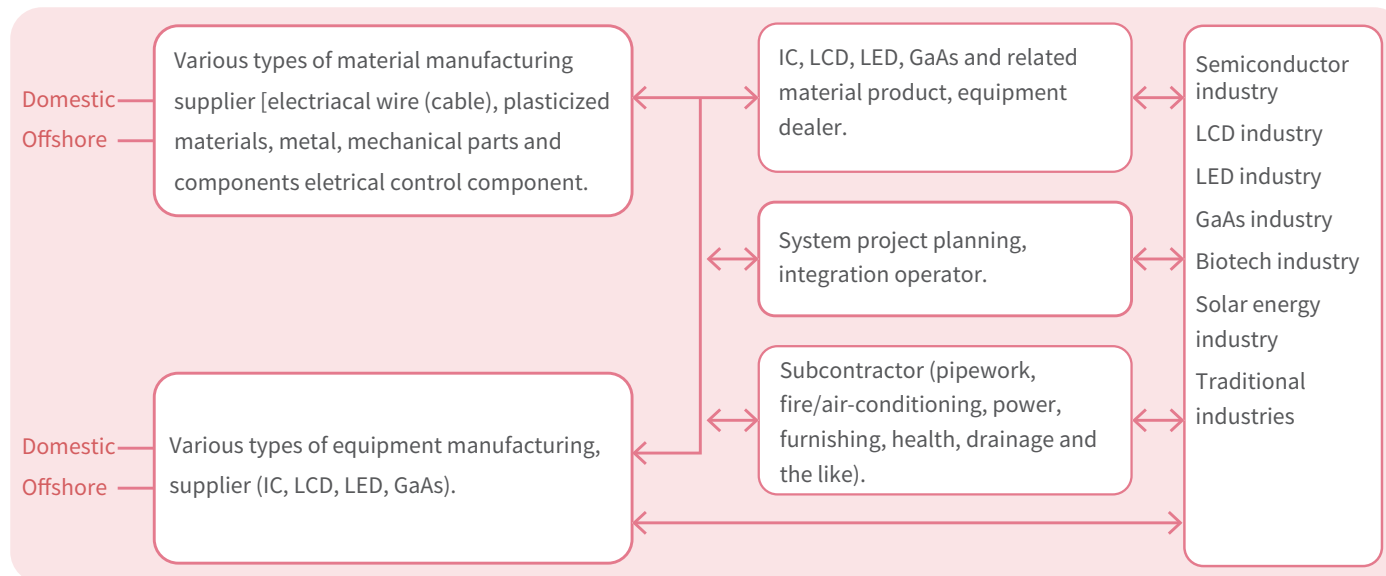 Domestic
Offshore
Various types of material manufacturing
supplier [electriacal wire (cable), plasticized
materials, metal, mechanical parts and
components eletrical control component.
IC, LCD, LED, GaAs and related
material product, equipment
dealer.
System project planning,
integration operator.
Subcontractor (pipework,
fire/air-conditioning, power,
furnishing, health, drainage and
the like).
Domestic
Offshore
Various types of equipment manufacturing,
supplier (IC, LCD, LED, GaAs).
Semiconductor
industry
LCD industry
LED industry
GaAs industry
Biotech industry
Solar energy
industry
Traditional
industries